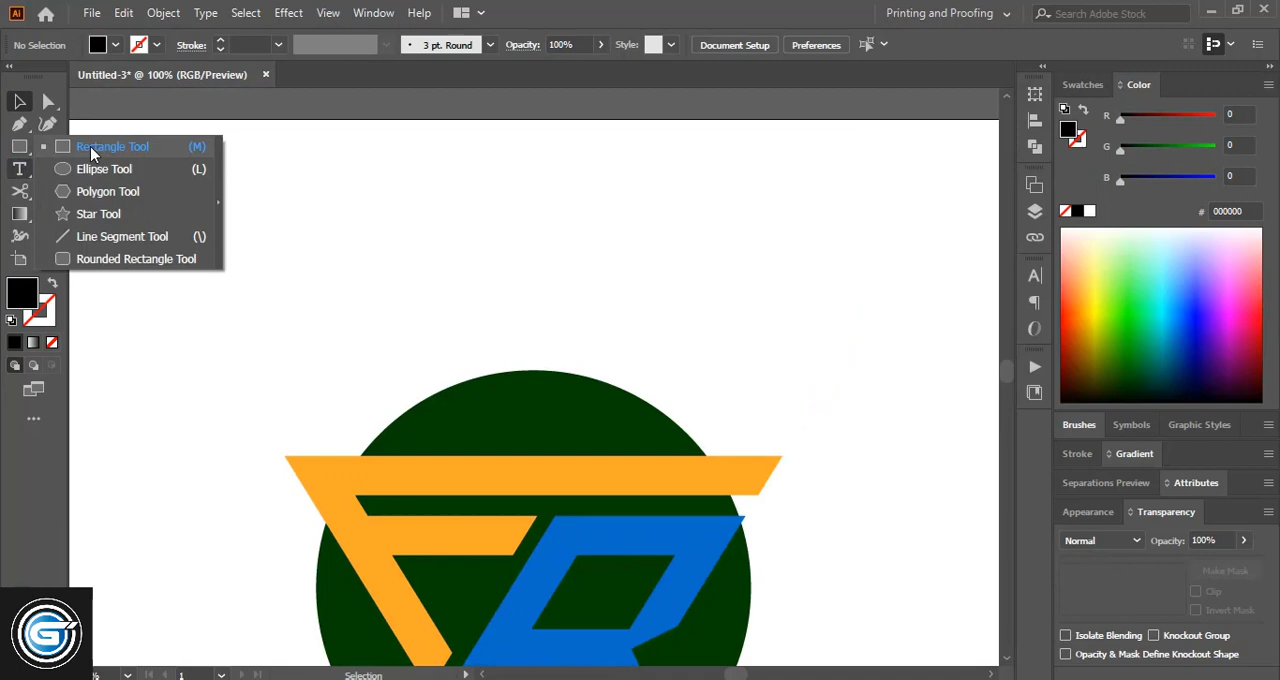 Ai File Edit Object Type Select Effect View Window Help Printing and Proofing Search Adobe Stock
No Selection Stroke: 3 pt. Round Opacity: 100% Style: Document Setup Preferences
Untitled-3* @ 100% (RGB/Preview)
Swatches Color
R 0
G 0
B 0
# 000000
T
Rectangle Tool (M)
Ellipse Tool (L)
Polygon Tool
Star Tool
Line Segment Tool (\)
Rounded Rectangle Tool
Brushes Symbols Graphic Styles
Stroke Gradient
Separations Preview Attributes
Appearance Transparency
Normal Opacity: 100%
Make Mask
Clip
Invert Mask
Isolate Blending Knockout Group
Opacity & Mask Define Knockout Shape
% 1 Selection